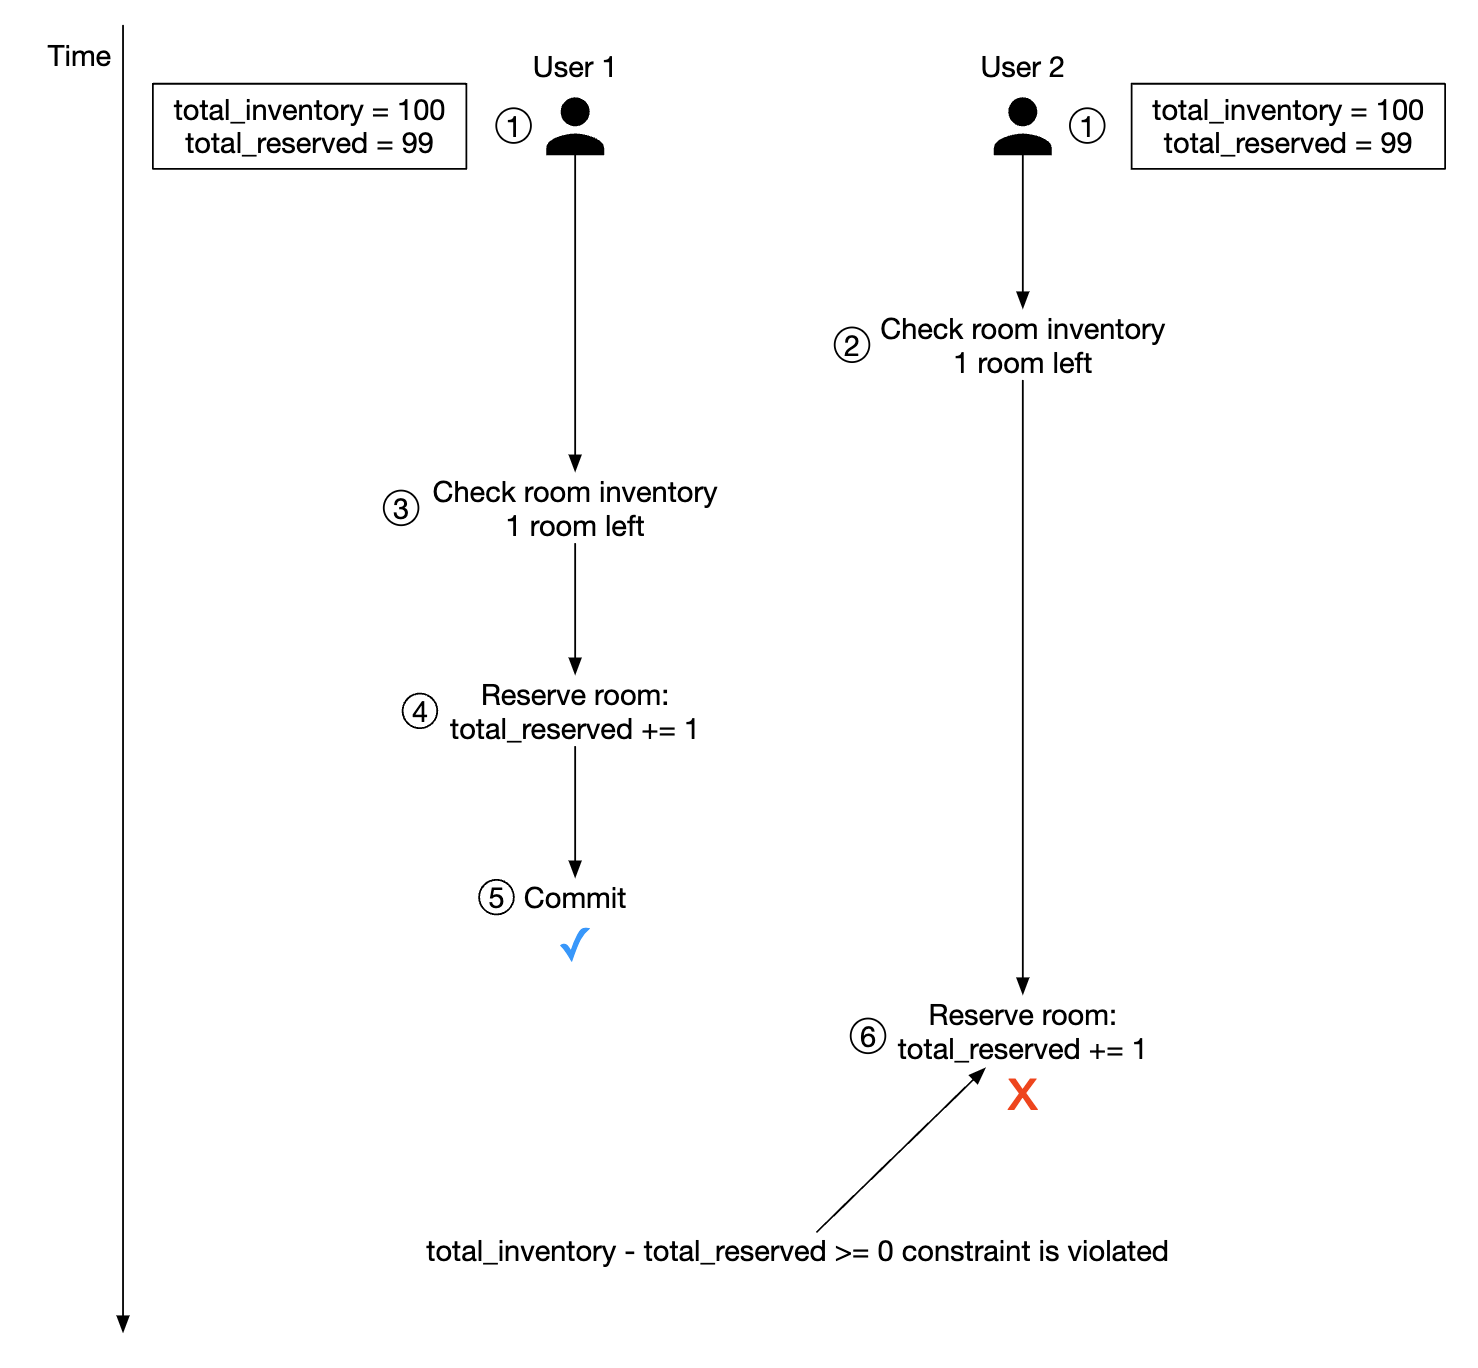 Time
User 1
User 2
total_inventory = 100
total_reserved = 99
1
1
total_inventory = 100
total_reserved = 99
2
Check room inventory
1 room left
3
Check room inventory
1 room left
4
Reserve room:
total_reserved += 1
5
Commit
6
Reserve room:
total_reserved += 1
X
total_inventory - total_reserved >= 0 constraint is violated